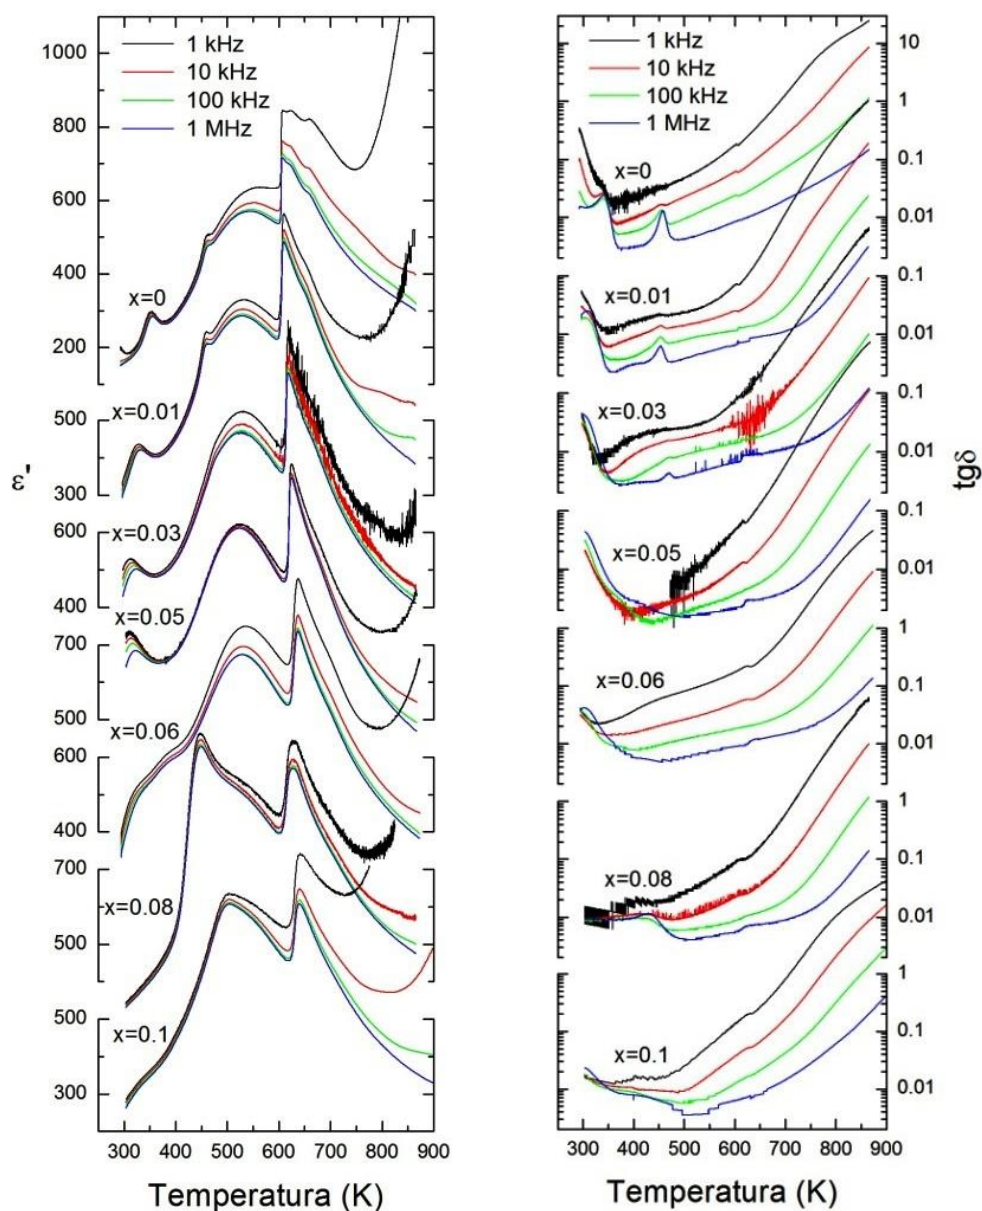 1 kHz
10 kHz
100 kHz
1 MHz
1000
800
600
400
200
500
300
600
400
700
500
600
400
700
500
500
300
x=0
x=0.01
x=0.03
x=0.05
x=0.06
x=0.08
x=0.1
ε'
300 400 500 600 700 800 900
Temperatura (K)
1 kHz
10 kHz
100 kHz
1 MHz
x=0
x=0.01
x=0.03
x=0.05
x=0.06
x=0.08
x=0.1
10
1
0.1
0.01
0.1
0.01
0.1
0.01
0.1
0.01
1
0.1
0.01
1
0.1
0.01
1
0.1
0.01
tgδ
300 400 500 600 700 800 900
Temperatura (K)